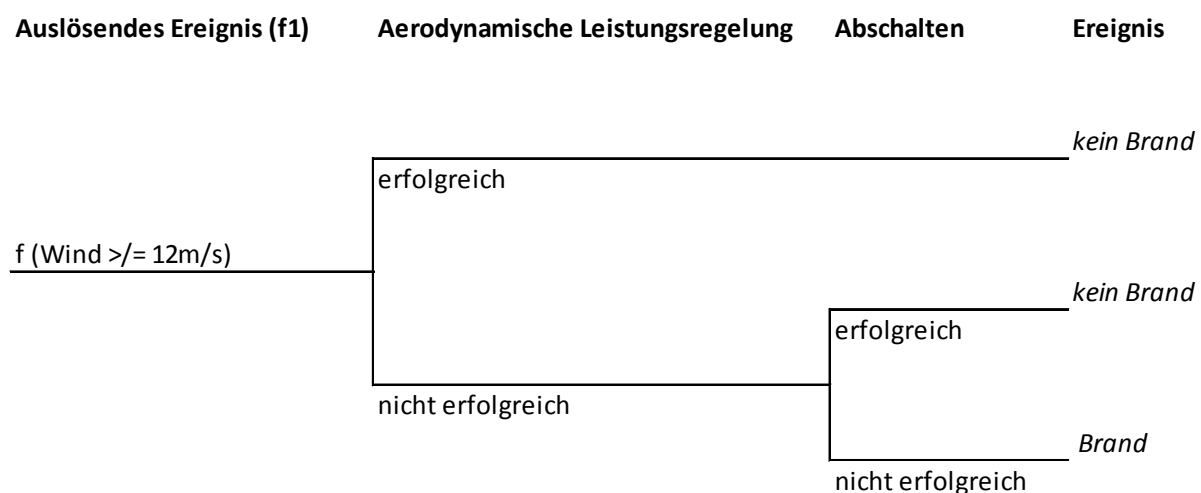 Auslösendes Ereignis (f1) Aerodynamische Leistungsregelung Abschalten Ereignis
kein Brand
erfolgreich
f (Wind >/= 12m/s)
kein Brand
erfolgreich
nicht erfolgreich
Brand
nicht erfolgreich